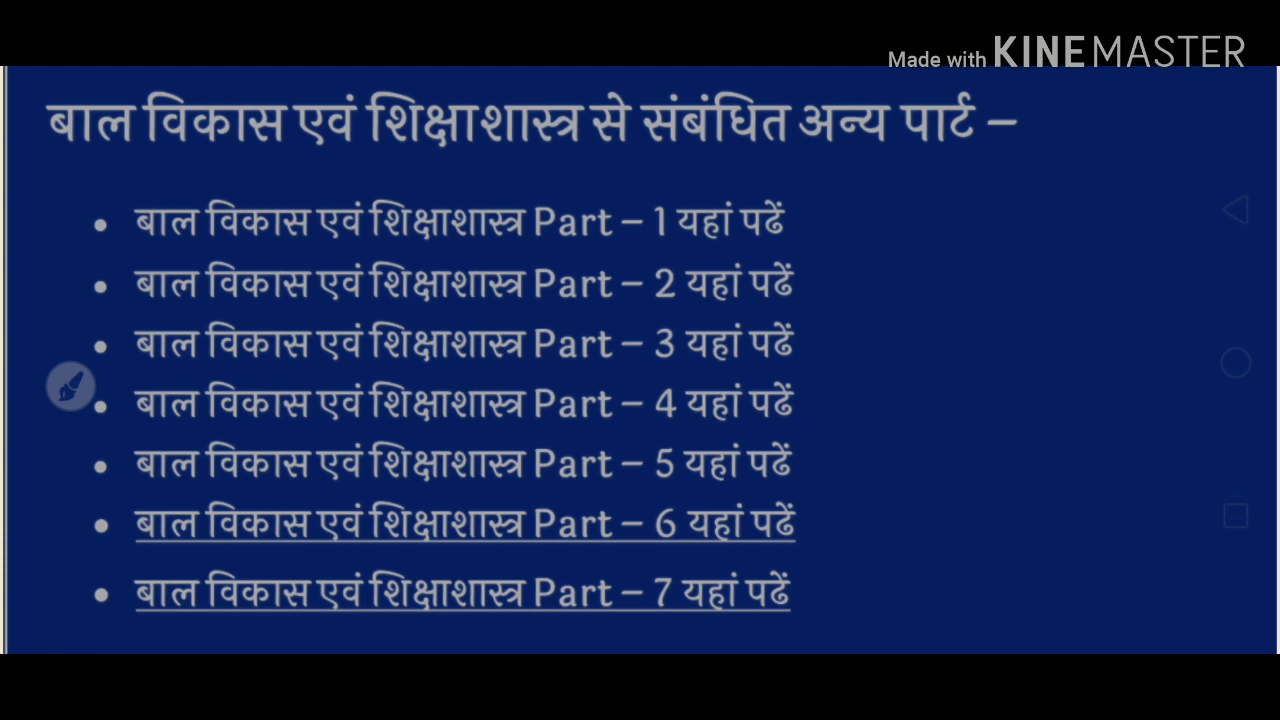 Made with KINEMASTER
बाल विकास एवं शिक्षाशास्त्र से संबंधित अन्य पार्ट –
• बाल विकास एवं शिक्षाशास्त्र Part – 1 यहां पढें
• बाल विकास एवं शिक्षाशास्त्र Part – 2 यहां पढें
• बाल विकास एवं शिक्षाशास्त्र Part – 3 यहां पढें
• बाल विकास एवं शिक्षाशास्त्र Part – 4 यहां पढें
• बाल विकास एवं शिक्षाशास्त्र Part – 5 यहां पढें
• बाल विकास एवं शिक्षाशास्त्र Part – 6 यहां पढें
• बाल विकास एवं शिक्षाशास्त्र Part – 7 यहां पढें